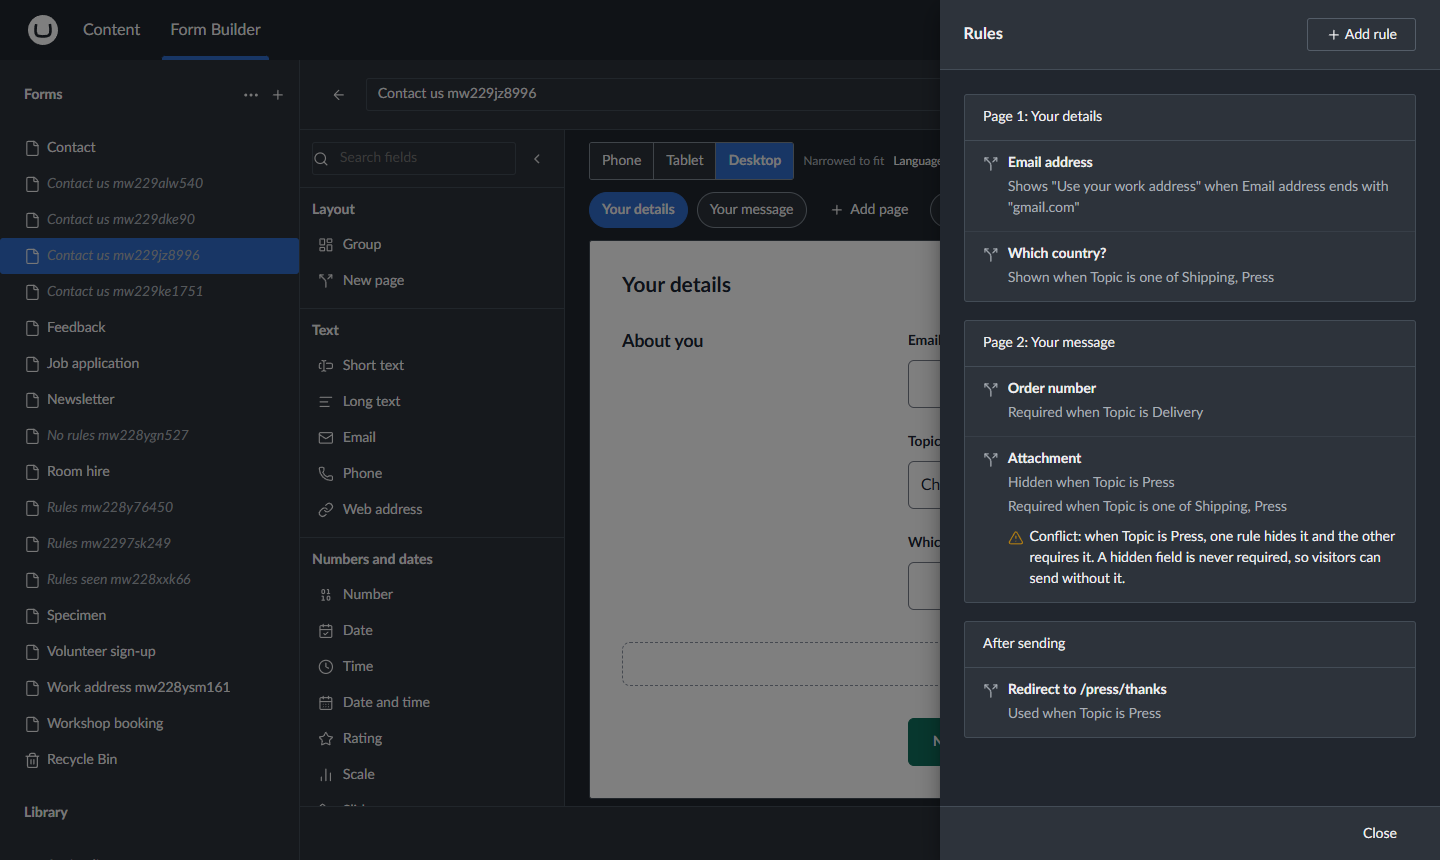 Content
Form Builder
Forms
Contact
Contact us mw229alw540
Contact us mw229dke90
Contact us mw229jz8996
Contact us mw229ke1751
Feedback
Job application
Newsletter
No rules mw228ygn527
Room hire
Rules mw228y76450
Rules mw2297sk249
Rules seen mw228xxk66
Specimen
Volunteer sign-up
Work address mw228ysm161
Workshop booking
Recycle Bin
Library
Contact us mw229jz8996
Search fields
Layout
Group
New page
Text
Short text
Long text
Email
Phone
Web address
Numbers and dates
Number
Date
Time
Date and time
Rating
Scale
Phone
Tablet
Desktop
Narrowed to fit
Language
Your details
Your message
Add page
Your details
About you
Email
Topic
Ch
Whic
N
Rules
Add rule
Page 1: Your details
Email address
Shows "Use your work address" when Email address ends with
"gmail.com"
Which country?
Shown when Topic is one of Shipping, Press
Page 2: Your message
Order number
Required when Topic is Delivery
Attachment
Hidden when Topic is Press
Required when Topic is one of Shipping, Press
Conflict: when Topic is Press, one rule hides it and the other
requires it. A hidden field is never required, so visitors can
send without it.
After sending
Redirect to /press/thanks
Used when Topic is Press
Close